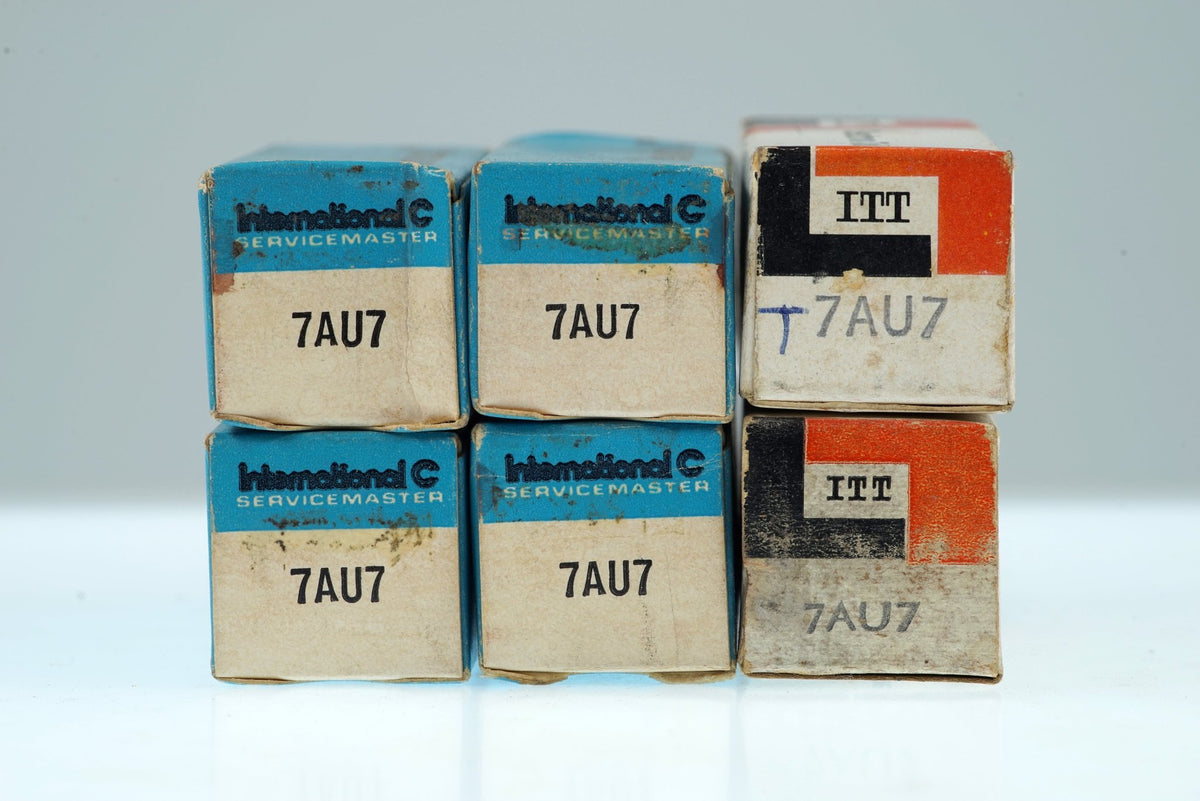 International C
SERVICEMASTER
7AU7
International C
SERVICEMASTER
7AU7
ITT
T 7AU7
International C
SERVICEMASTER
7AU7
International C
SERVICEMASTER
7AU7
ITT
7AU7